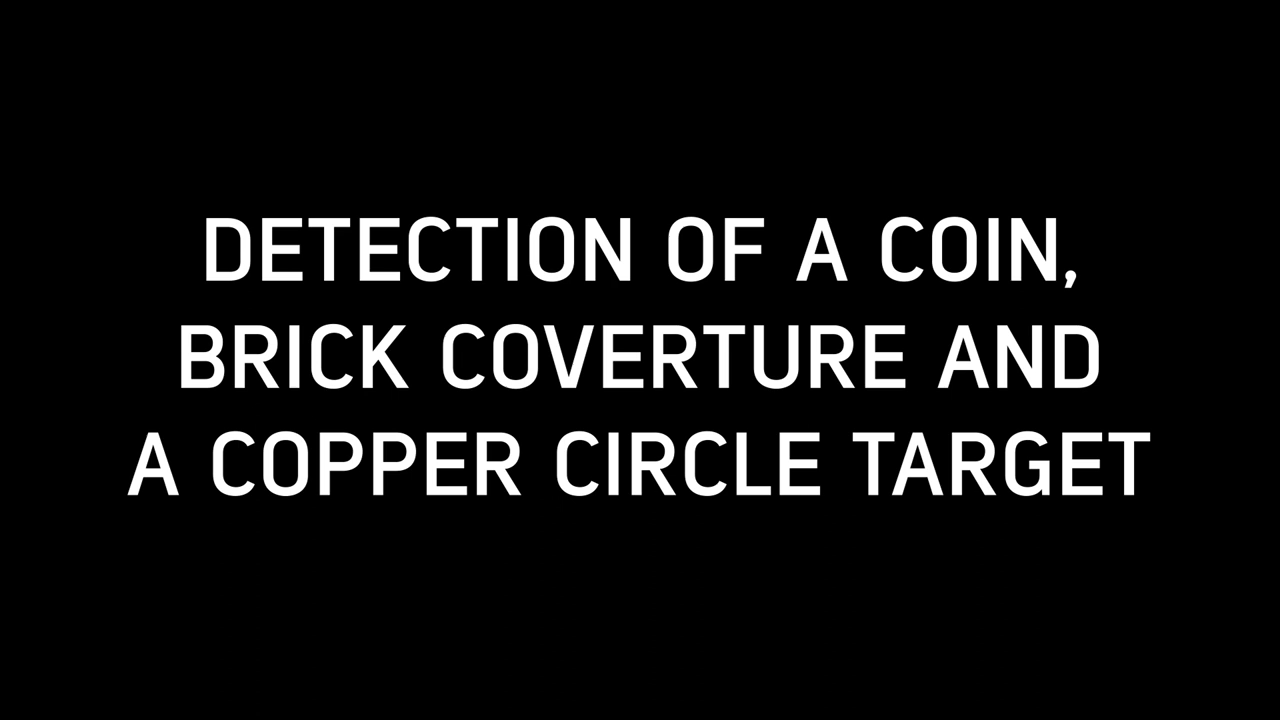 DETECTION OF A COIN,
BRICK COVERTURE AND
A COPPER CIRCLE TARGET